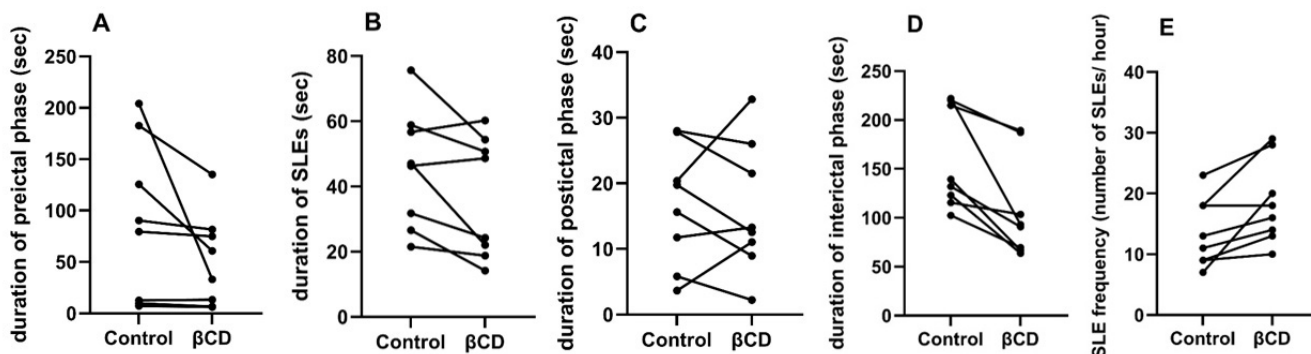 A
duration of preictal phase (sec)
250
200
150
100
50
0
Control βCD
B
duration of SLEs (sec)
80
60
40
20
0
Control βCD
C
duration of postictal phase (sec)
40
30
20
10
0
Control βCD
D
duration of interictal phase (sec)
250
200
150
100
50
0
Control βCD
E
SLE frequency (number of SLEs/ hour)
40
30
20
10
0
Control βCD